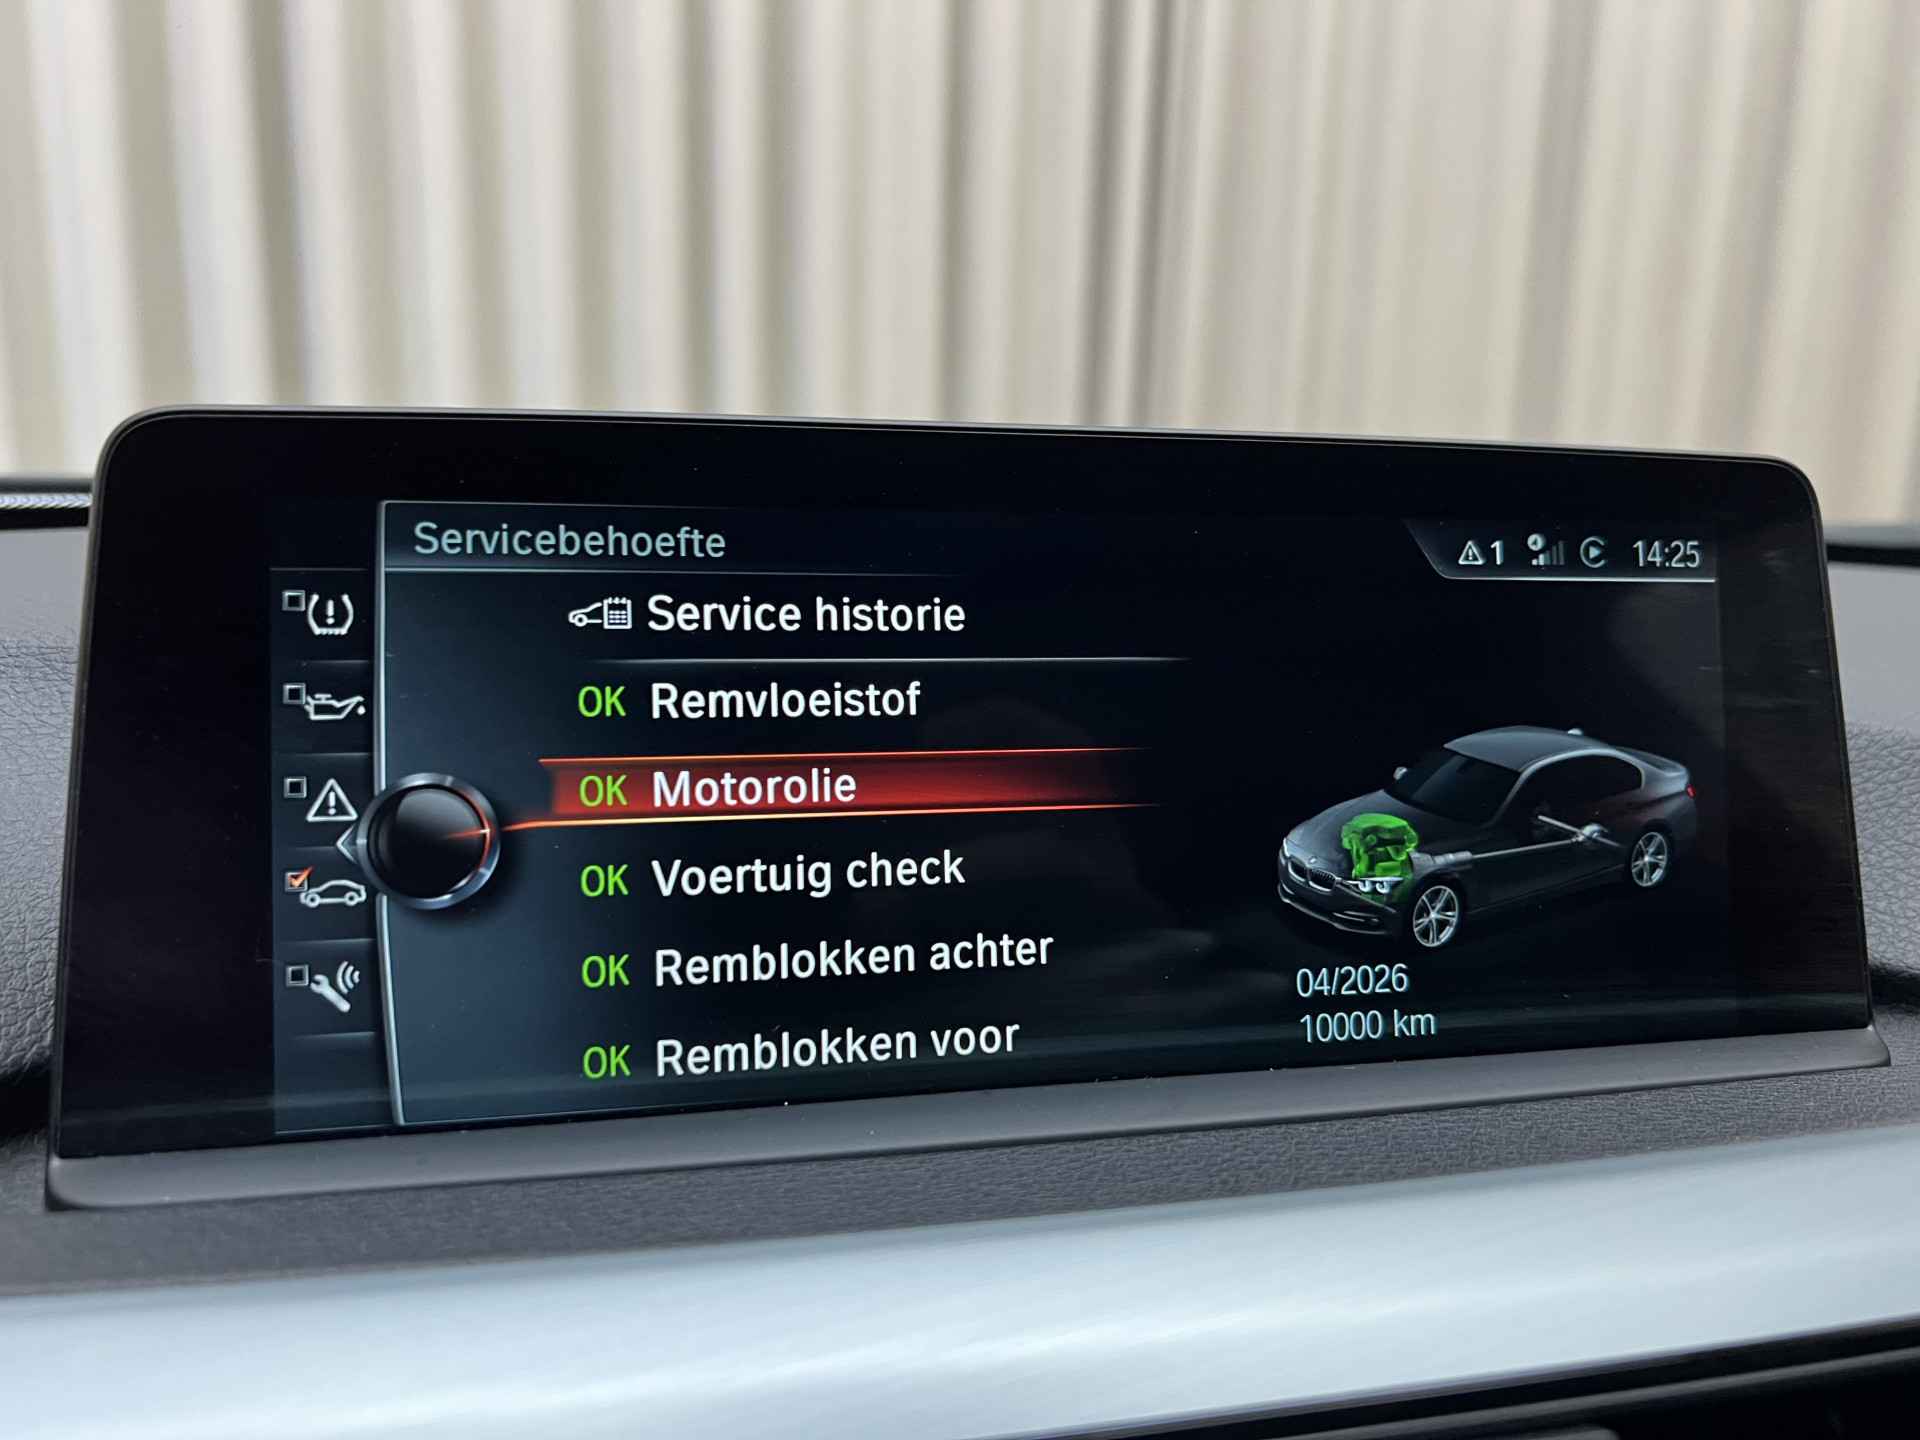 Servicebehoefte
1 14:25
Service historie
OK Remvloeistof
OK Motorolie
OK Voertuig check
OK Remblokken achter
OK Remblokken voor
04/2026
10000 km